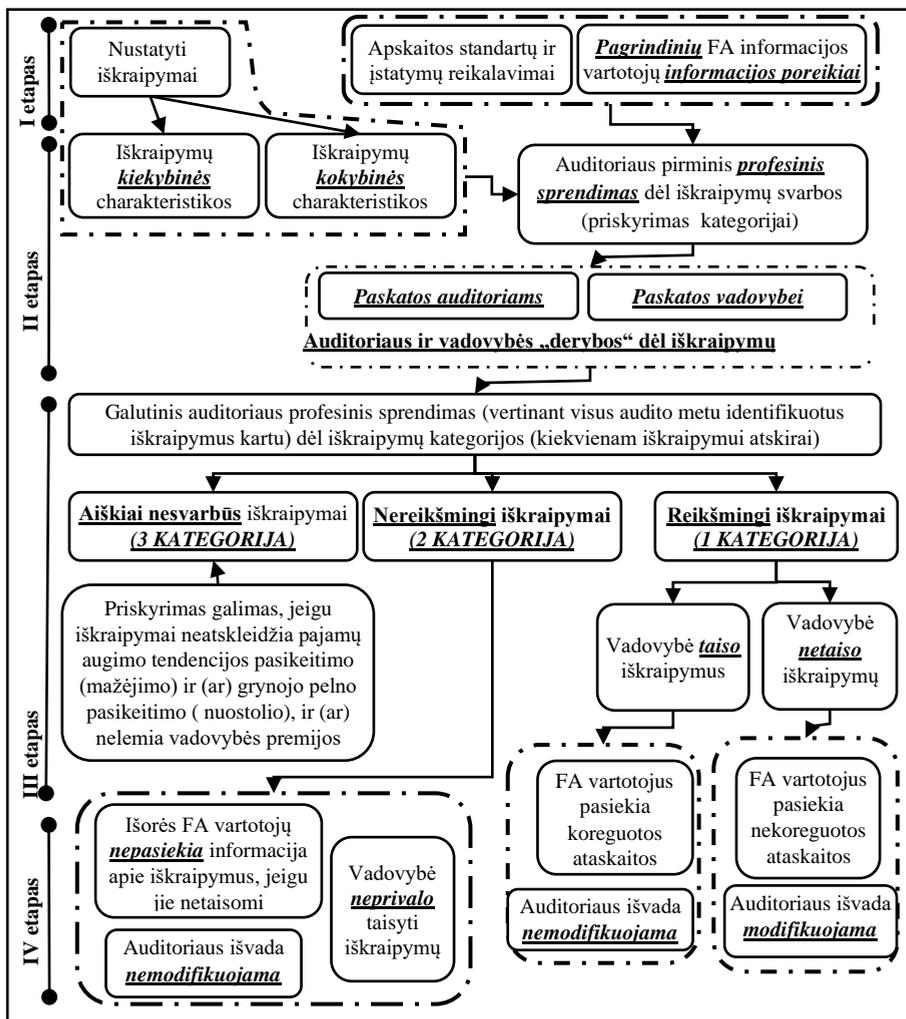 I etapas
Nustatyti
iškraipymai
Apskaitos standartų ir
įstatymų reikalavimai
Pagrindinių FA informacijos
vartotojų informacijos poreikiai
II etapas
Iškraipymų
kiekybinės
charakteristikos
Iškraipymų
kokybinės
charakteristikos
Auditoriaus pirminis profesinis
sprendimas dėl iškraipymų svarbos
(priskyrimas kategorijai)
Paskatos auditoriams
Paskatos vadovybei
Auditoriaus ir vadovybės „derybos“ dėl iškraipymų
III etapas
Galutinis auditoriaus profesinis sprendimas (vertinant visus audito metu identifikuotus
iškraipymus kartu) dėl iškraipymų kategorijos (kiekvienam iškraipymui atskirai)
Aiškiai nesvarbūs iškraipymai
(3 KATEGORIJA)
Nereikšmingi iškraipymai
(2 KATEGORIJA)
Reikšmingi iškraipymai
(1 KATEGORIJA)
Priskyrimas galimas, jeigu
iškraipymai neatskleidžia pajamų
augimo tendencijos pasikeitimo
(mažėjimo) ir (ar) grynojo pelno
pasikeitimo ( nuostolio), ir (ar)
nelemia vadovybės premijos
Vadovybė taiso
iškraipymus
Vadovybė
netaiso
iškraipymų
IV etapas
Išorės FA vartotojų
nepasiekia informacija
apie iškraipymus, jeigu
jie netaisomi
Auditoriaus išvada
nemodifikuojama
Vadovybė
neprivalo
taisyti
iškraipymų
FA vartotojus
pasiekia
koreguotos
ataskaitos
Auditoriaus išvada
nemodifikuojama
FA vartotojus
pasiekia
nekoreguotos
ataskaitos
Auditoriaus išvada
modifikuojama